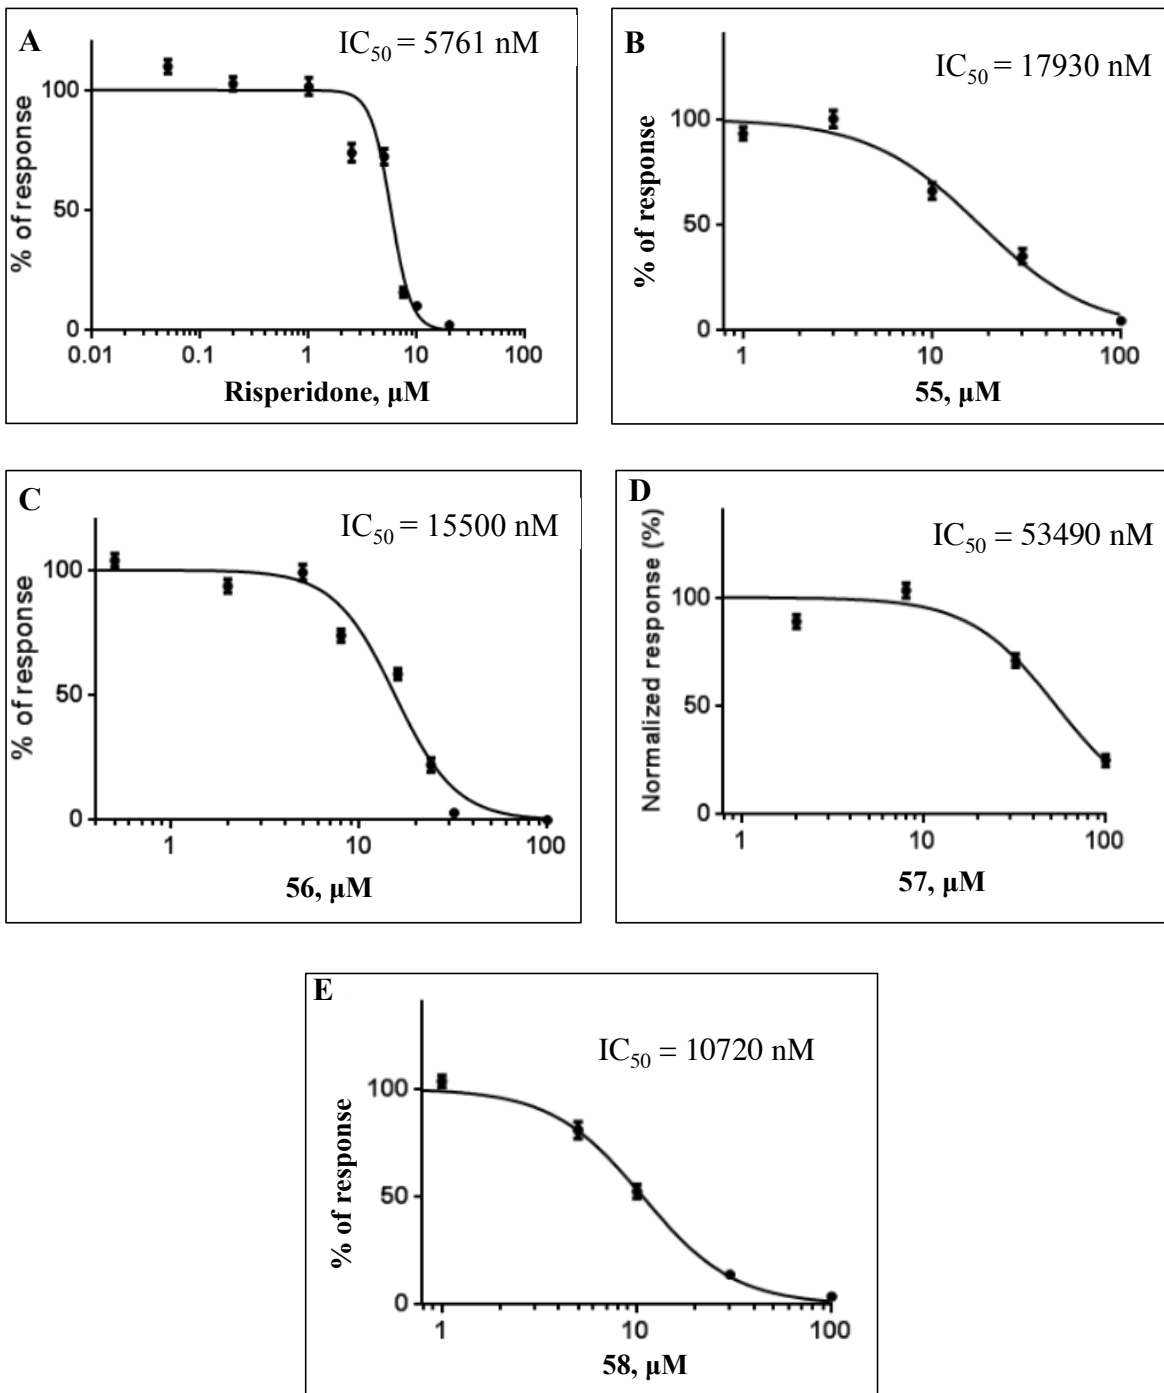 A
IC50 = 5761 nM
% of response
100
50
0
0.01 0.1 1 10 100
Risperidone, μM
B
IC50 = 17930 nM
% of response
100
50
0
1 10 100
55, μM
C
IC50 = 15500 nM
% of response
100
50
0
1 10 100
56, μM
D
IC50 = 53490 nM
Normalized response (%)
100
50
0
1 10 100
57, μM
E
IC50 = 10720 nM
% of response
100
50
0
1 10 100
58, μM